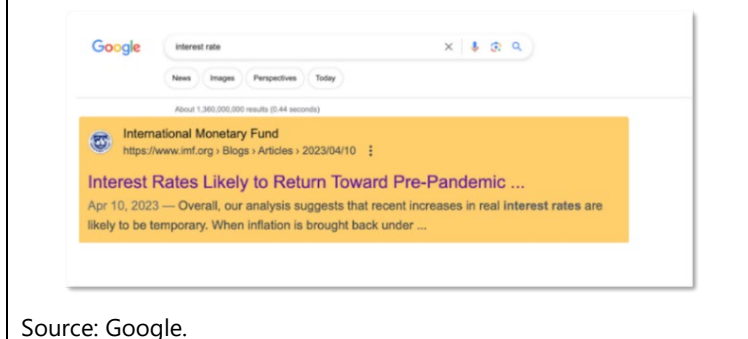 Google
interest rate
News Images Perspectives Today
About 1,360,000,000 results (0.44 seconds)
International Monetary Fund
https://www.imf.org › Blogs › Articles › 2023/04/10
Interest Rates Likely to Return Toward Pre-Pandemic ...
Apr 10, 2023 — Overall, our analysis suggests that recent increases in real interest rates are
likely to be temporary. When inflation is brought back under ...
Source: Google.